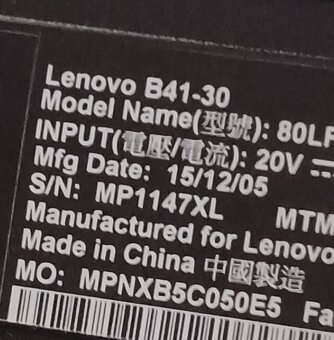 Lenovo B41-30
Model Name(型號): 80LF
INPUT(電壓/電流): 20V ⎓
Mfg Date: 15/12/05
S/N: MP1147XL MTM
Manufactured for Lenovo
Made in China 中國製造
MO: MPNXB5C050E5 Fa